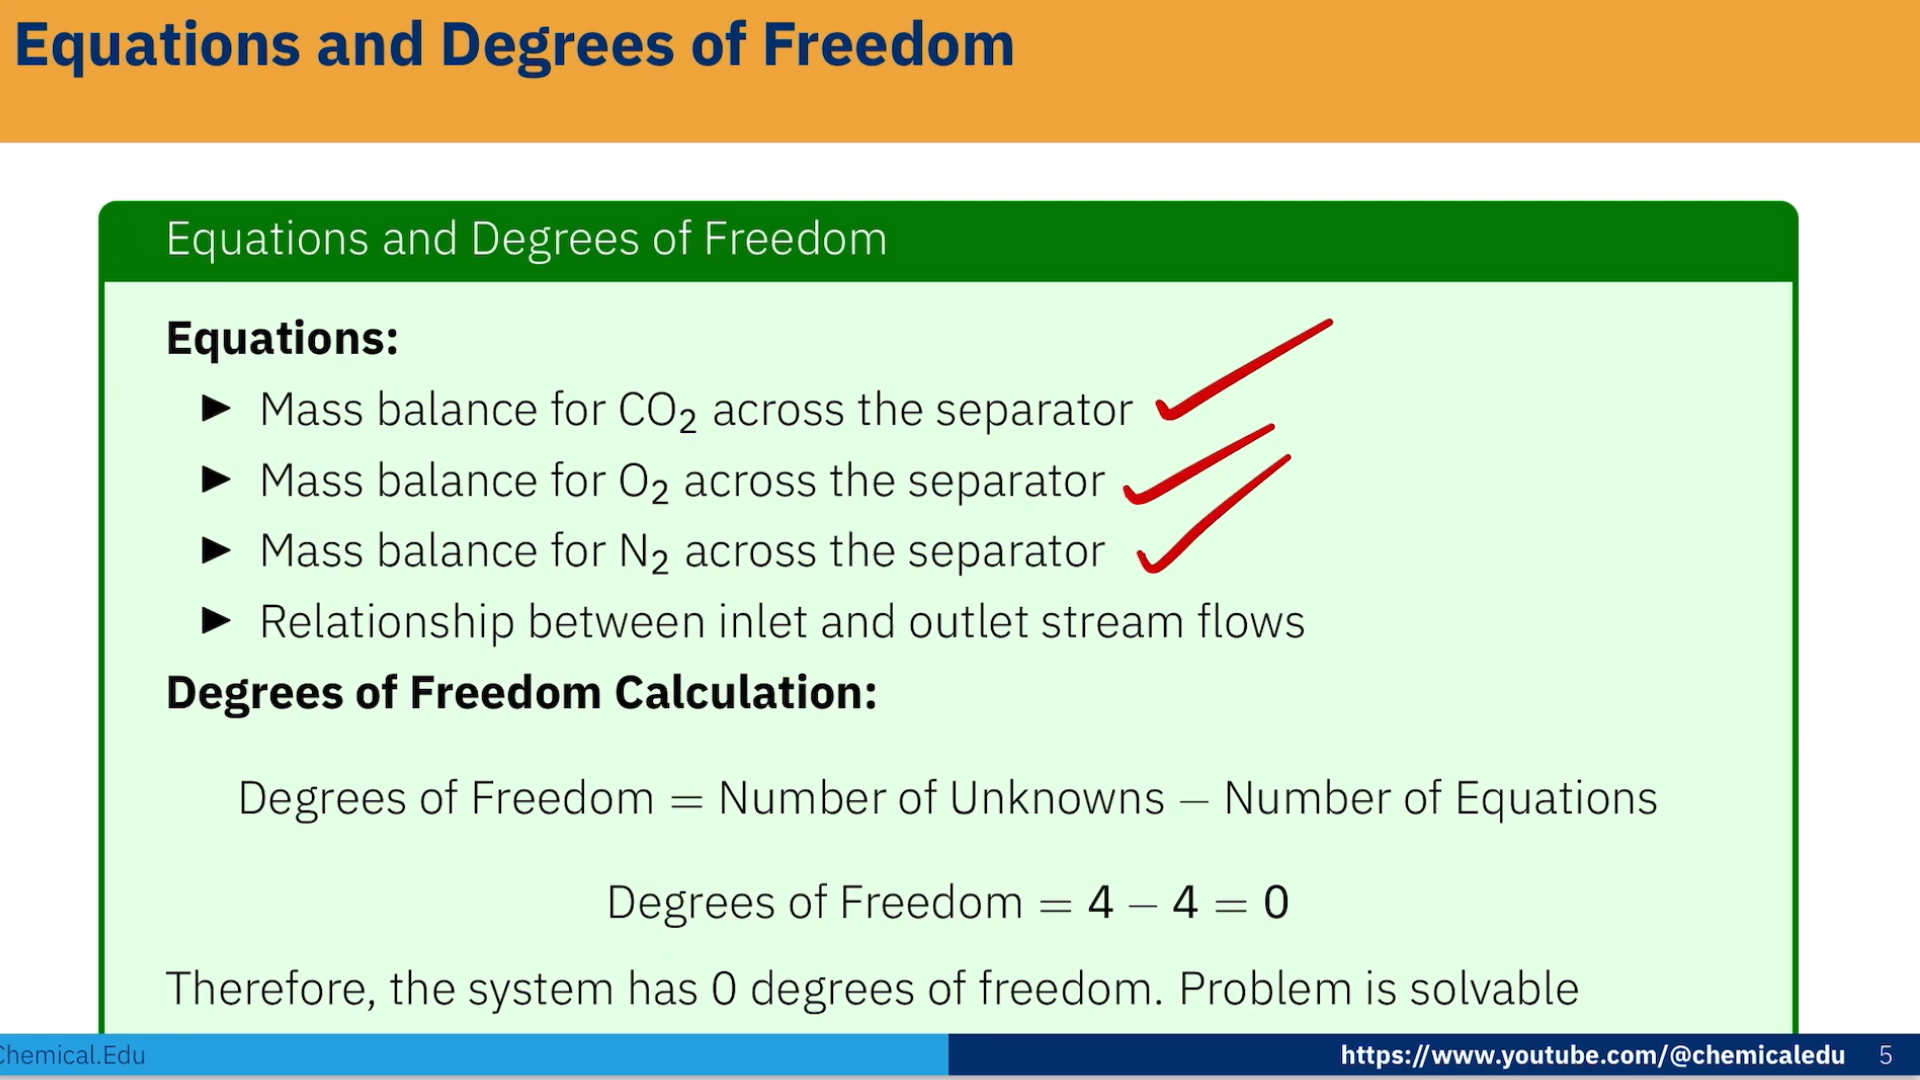 Equations and Degrees of Freedom
Equations and Degrees of Freedom
Equations:
▶ Mass balance for CO₂ across the separator
▶ Mass balance for O₂ across the separator
▶ Mass balance for N₂ across the separator
▶ Relationship between inlet and outlet stream flows
Degrees of Freedom Calculation:
Degrees of Freedom = Number of Unknowns − Number of Equations
Degrees of Freedom = 4 − 4 = 0
Therefore, the system has 0 degrees of freedom. Problem is solvable
Chemical.Edu
https://www.youtube.com/@chemicaledu 5